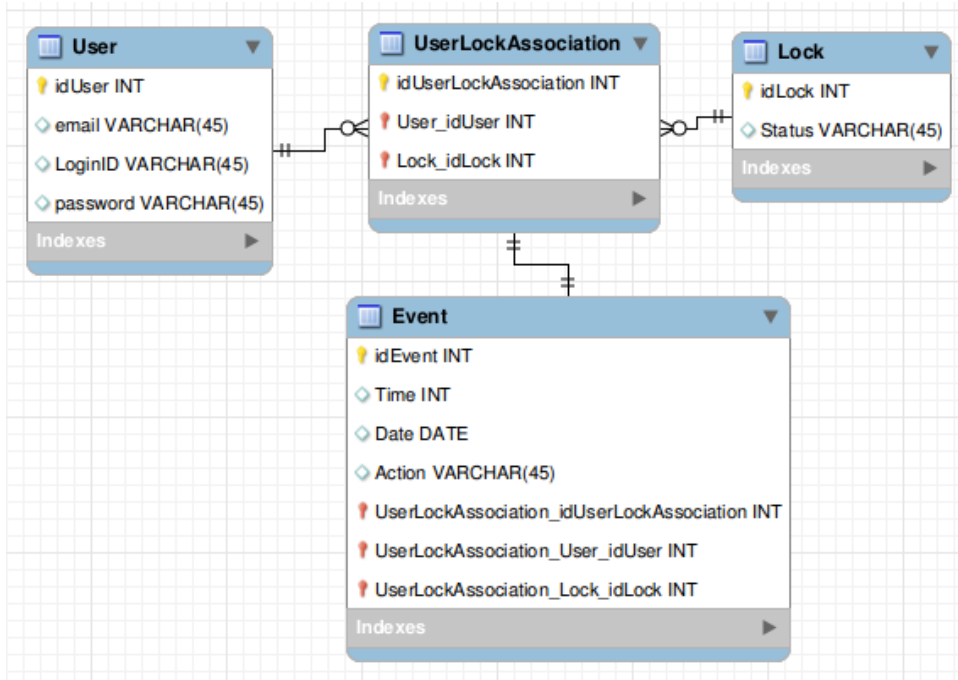 User
idUser INT
email VARCHAR(45)
LoginID VARCHAR(45)
password VARCHAR(45)
Indexes
UserLockAssociation
idUserLockAssociation INT
User_idUser INT
Lock_idLock INT
Indexes
Lock
idLock INT
Status VARCHAR(45)
Indexes
Event
idEvent INT
Time INT
Date DATE
Action VARCHAR(45)
UserLockAssociation_idUserLockAssociation INT
UserLockAssociation_User_idUser INT
UserLockAssociation_Lock_idLock INT
Indexes